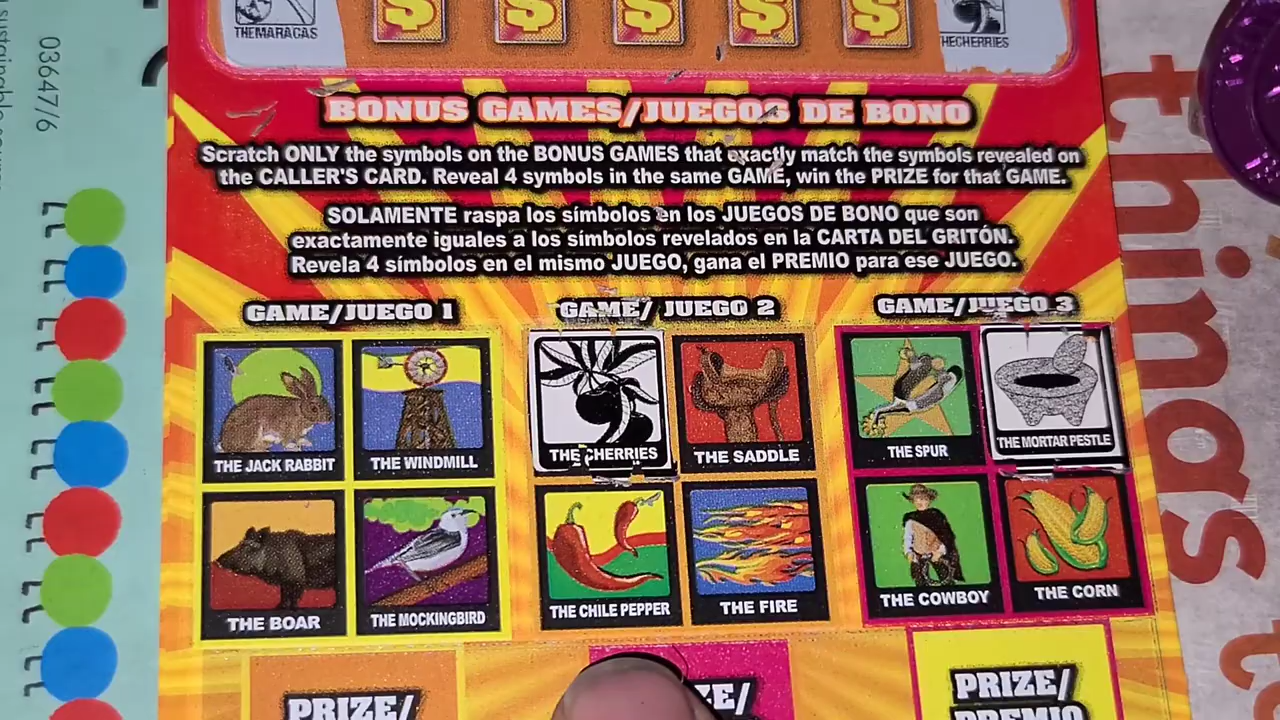 THE MARACAS
THE CHERRIES
036476
BONUS GAMES/JUEGOS DE BONO
Scratch ONLY the symbols on the BONUS GAMES that exactly match the symbols revealed on
the CALLER'S CARD. Reveal 4 symbols in the same GAME, win the PRIZE for that GAME.
SOLAMENTE raspa los símbolos en los JUEGOS DE BONO que son
exactamente iguales a los símbolos revelados en la CARTA DEL GRITÓN.
Revela 4 símbolos en el mismo JUEGO, gana el PREMIO para ese JUEGO.
GAME/JUEGO 1
GAME/ JUEGO 2
GAME/JUEGO 3
THE JACK RABBIT
THE WINDMILL
THE CHERRIES
THE SADDLE
THE SPUR
THE MORTAR PESTLE
THE BOAR
THE MOCKINGBIRD
THE CHILE PEPPER
THE FIRE
THE COWBOY
THE CORN
PRIZE/
PRIZE/
PREMIO
things